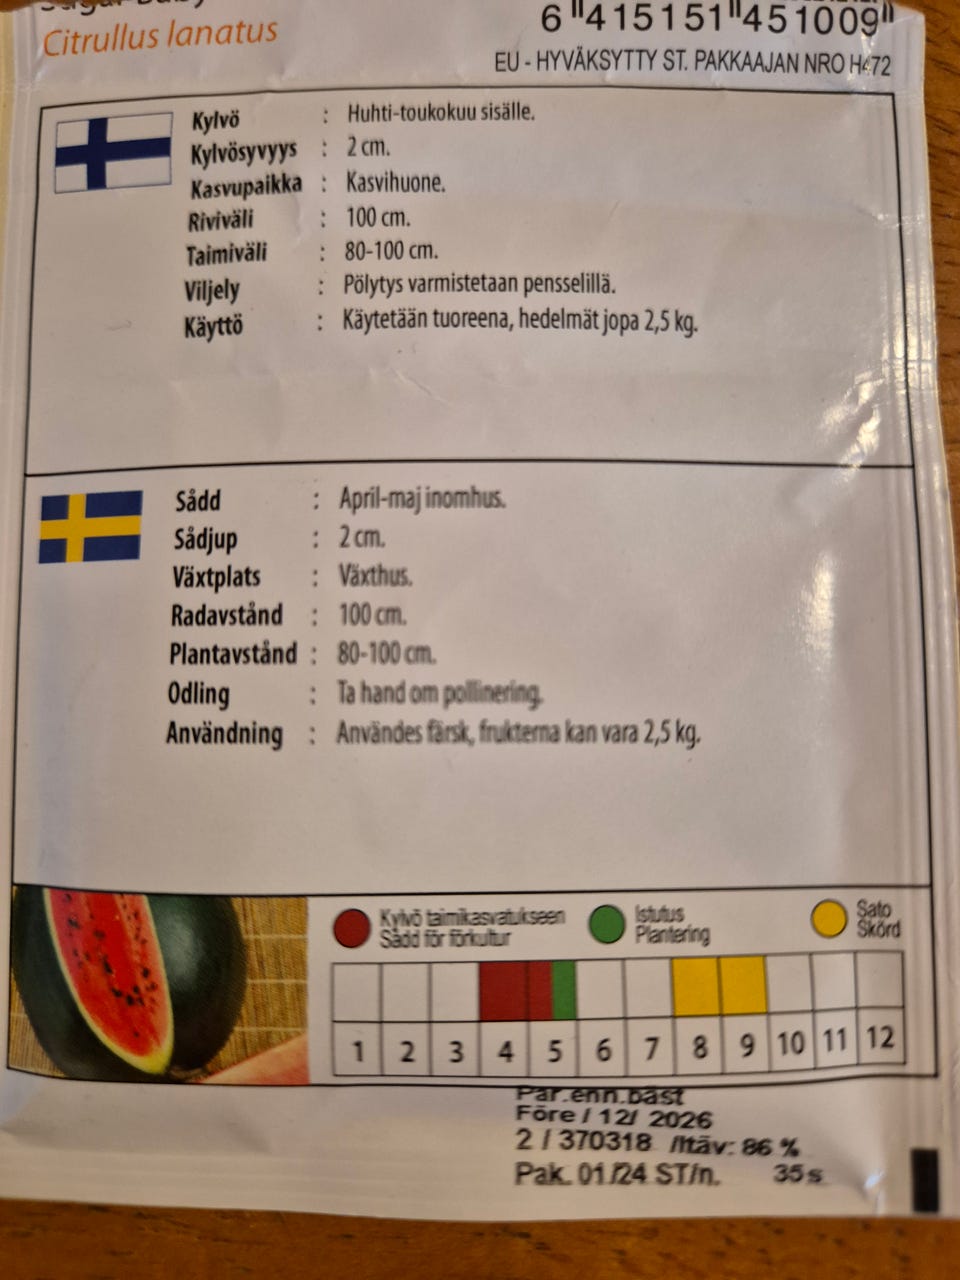 Sugar Baby
Citrullus lanatus
6 415151 451009
EU - HYVÄKSYTTY ST. PAKKAAJAN NRO H472
Kylvö : Huhti-toukokuu sisälle.
Kylvösyvyys : 2 cm.
Kasvupaikka : Kasvihuone.
Riviväli : 100 cm.
Taimiväli : 80-100 cm.
Viljely : Pölytys varmistetaan pensselillä.
Käyttö : Käytetään tuoreena, hedelmät jopa 2,5 kg.
Sådd : April-maj inomhus.
Sådjup : 2 cm.
Växtplats : Växthus.
Radavstånd : 100 cm.
Plantavstånd : 80-100 cm.
Odling : Ta hand om pollinering.
Användning : Användes färsk, frukterna kan vara 2,5 kg.
Kylvö taimikasvatukseen
Sådd för förkultur
Istutus
Plantering
Sato
Skörd
1 2 3 4 5 6 7 8 9 10 11 12
Par.enn.bäst
Före / 12/ 2026
2 / 370318 /Itäv: 86 %
Pak. 01/24 ST/n. 35 s